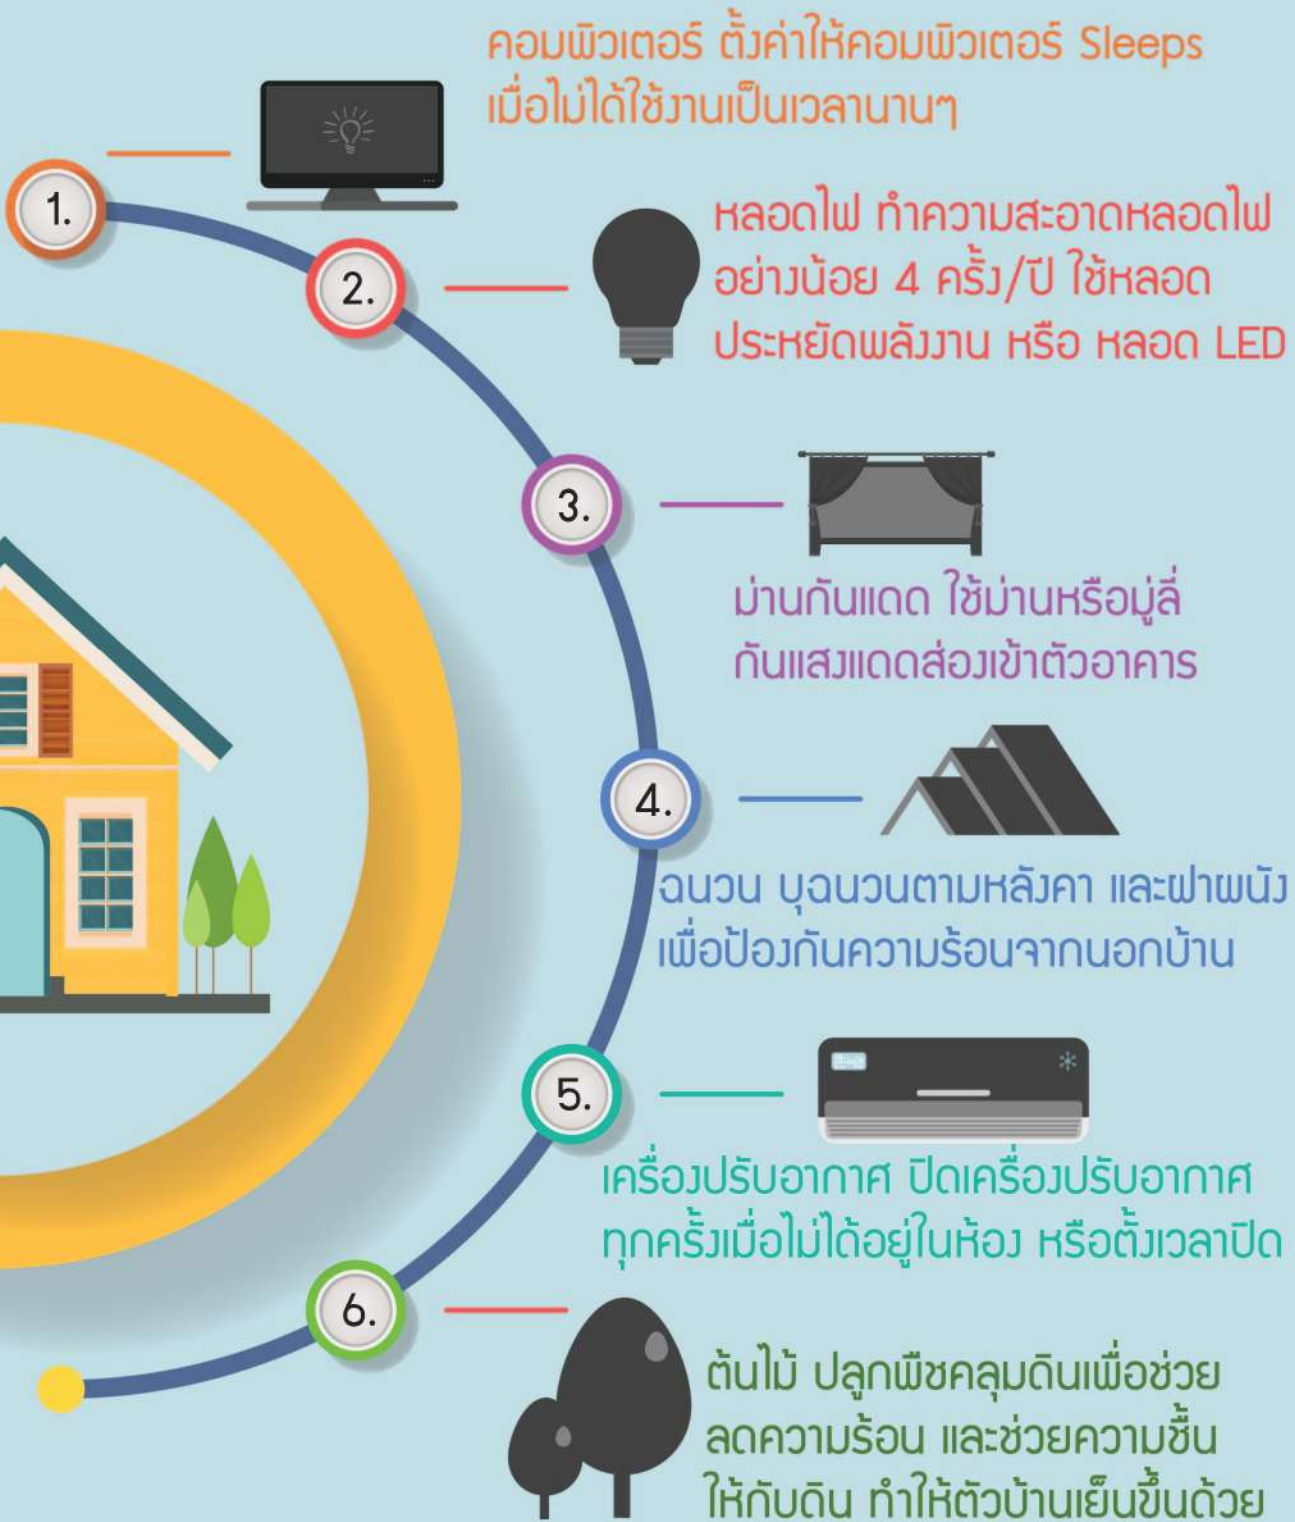 1.
คอมพิวเตอร์ ตั้งค่าให้คอมพิวเตอร์ Sleeps
เมื่อไม่ได้ใช้งานเป็นเวลานานๆ
2.
หลอดไฟ ทำความสะอาดหลอดไฟ
อย่างน้อย 4 ครั้ง/ปี ใช้หลอด
ประหยัดพลังงาน หรือ หลอด LED
3.
ม่านกันแดด ใช้ม่านหรือมู่ลี่
กันแสงแดดส่องเข้าตัวอาคาร
4.
ฉนวน บุฉนวนตามหลังคา และฝาผนัง
เพื่อป้องกันความร้อนจากนอกบ้าน
5.
เครื่องปรับอากาศ ปิดเครื่องปรับอากาศ
ทุกครั้งเมื่อไม่ได้อยู่ในห้อง หรือตั้งเวลาปิด
6.
ต้นไม้ ปลูกพืชคลุมดินเพื่อช่วย
ลดความร้อน และช่วยความชื้น
ให้กับดิน ทำให้ตัวบ้านเย็นขึ้นด้วย